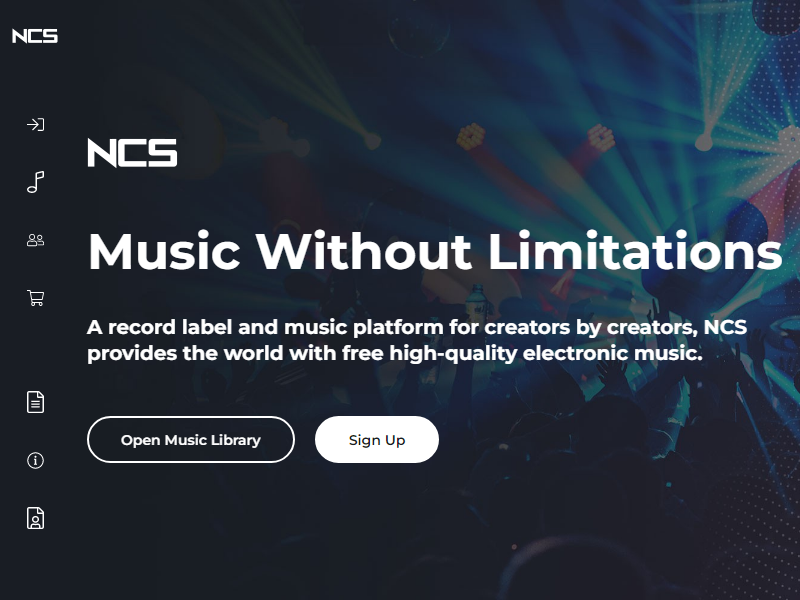 NCS
NCS
Music Without Limitations
A record label and music platform for creators by creators, NCS
provides the world with free high-quality electronic music.
Open Music Library
Sign Up